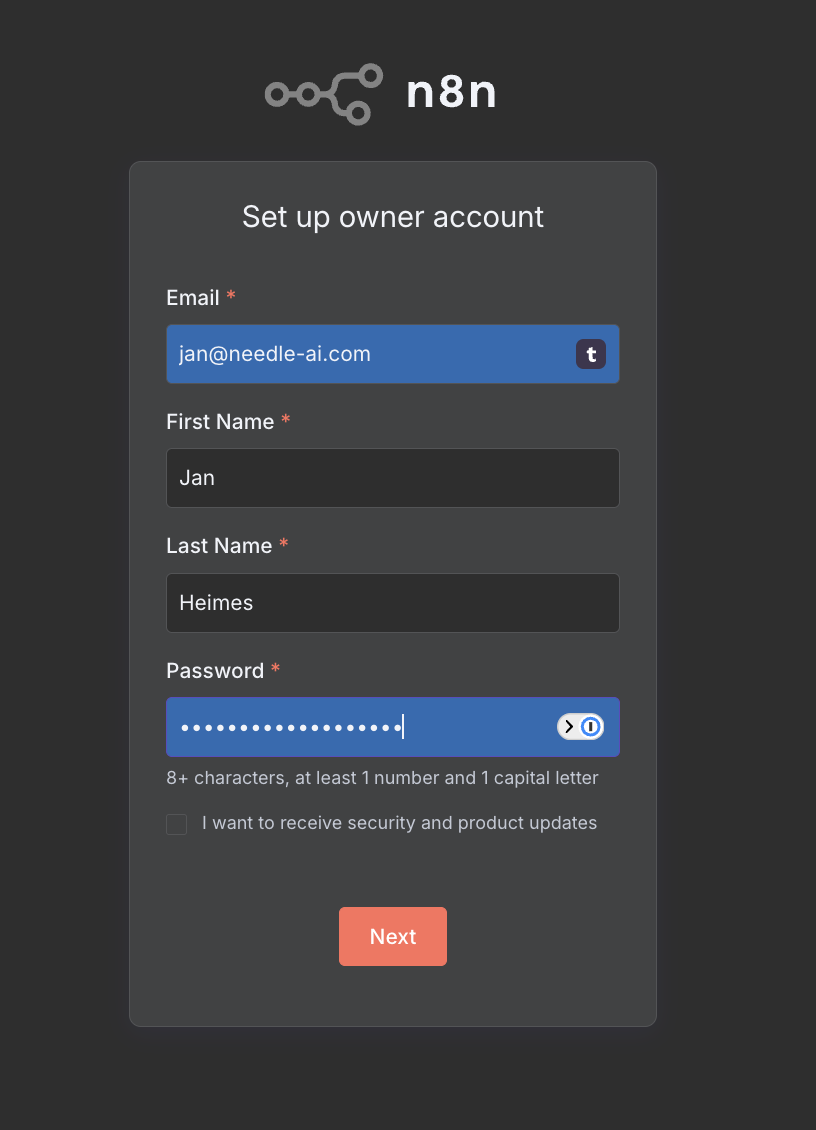 n8n
Set up owner account
Email *
jan@needle-ai.com
t
First Name *
Jan
Last Name *
Heimes
Password *
•••••••••••••••••••
8+ characters, at least 1 number and 1 capital letter
I want to receive security and product updates
Next